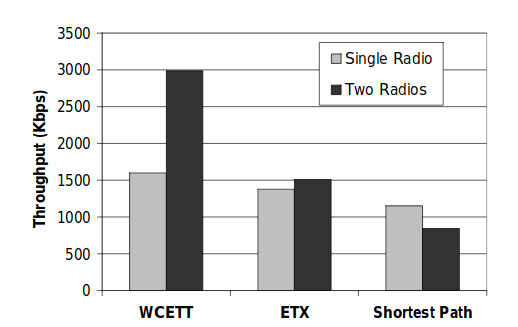 3500
3000
2500
2000
1500
1000
500
0
Throughput (Kbps)
Single Radio
Two Radios
WCETT ETX Shortest Path